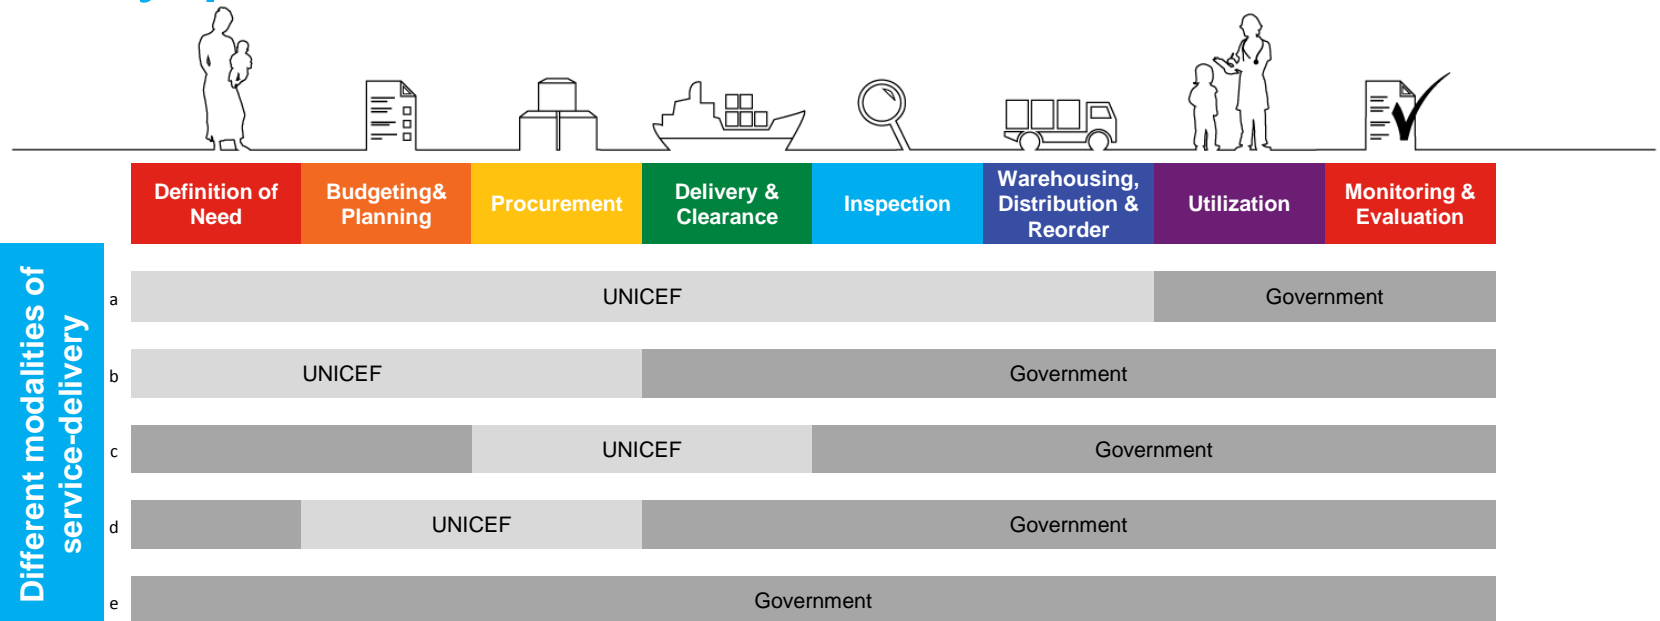 Definition of
Need
Budgeting&
Planning
Procurement
Delivery &
Clearance
Inspection
Warehousing,
Distribution &
Reorder
Utilization
Monitoring &
Evaluation
Different modalities of
service-delivery
a
UNICEF
Government
b
UNICEF
Government
c
UNICEF
Government
d
UNICEF
Government
e
Government